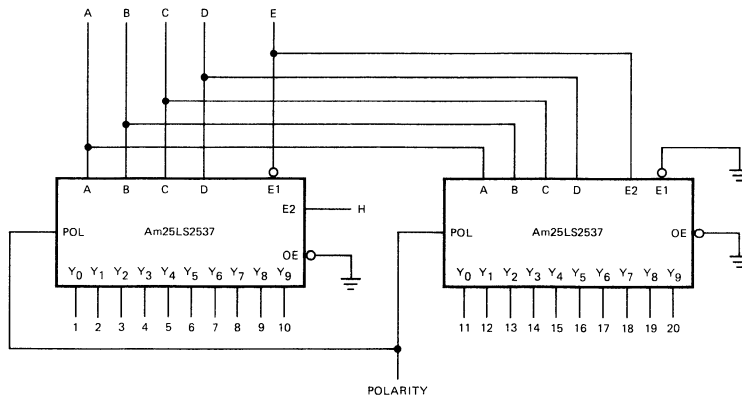 A B C D E
A B C D E1
E2 H
POL Am25LS2537
OE
Y0 Y1 Y2 Y3 Y4 Y5 Y6 Y7 Y8 Y9
1 2 3 4 5 6 7 8 9 10
A B C D E2 E1
POL Am25LS2537 OE
Y0 Y1 Y2 Y3 Y4 Y5 Y6 Y7 Y8 Y9
11 12 13 14 15 16 17 18 19 20
POLARITY